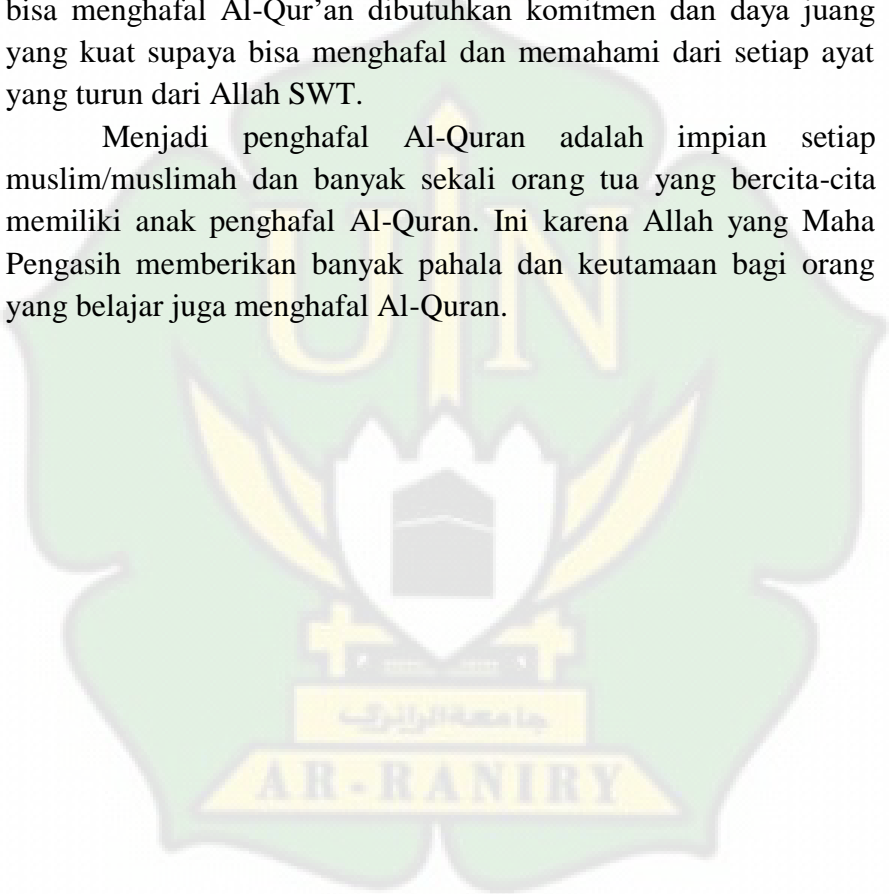 bisa menghafal Al-Qur’an dibutuhkan komitmen dan daya juang
yang kuat supaya bisa menghafal dan memahami dari setiap ayat
yang turun dari Allah SWT.
Menjadi penghafal Al-Quran adalah impian setiap
muslim/muslimah dan banyak sekali orang tua yang bercita-cita
memiliki anak penghafal Al-Quran. Ini karena Allah yang Maha
Pengasih memberikan banyak pahala dan keutamaan bagi orang
yang belajar juga menghafal Al-Quran.
UIN
جامعة الرانري
AR-RANIRY